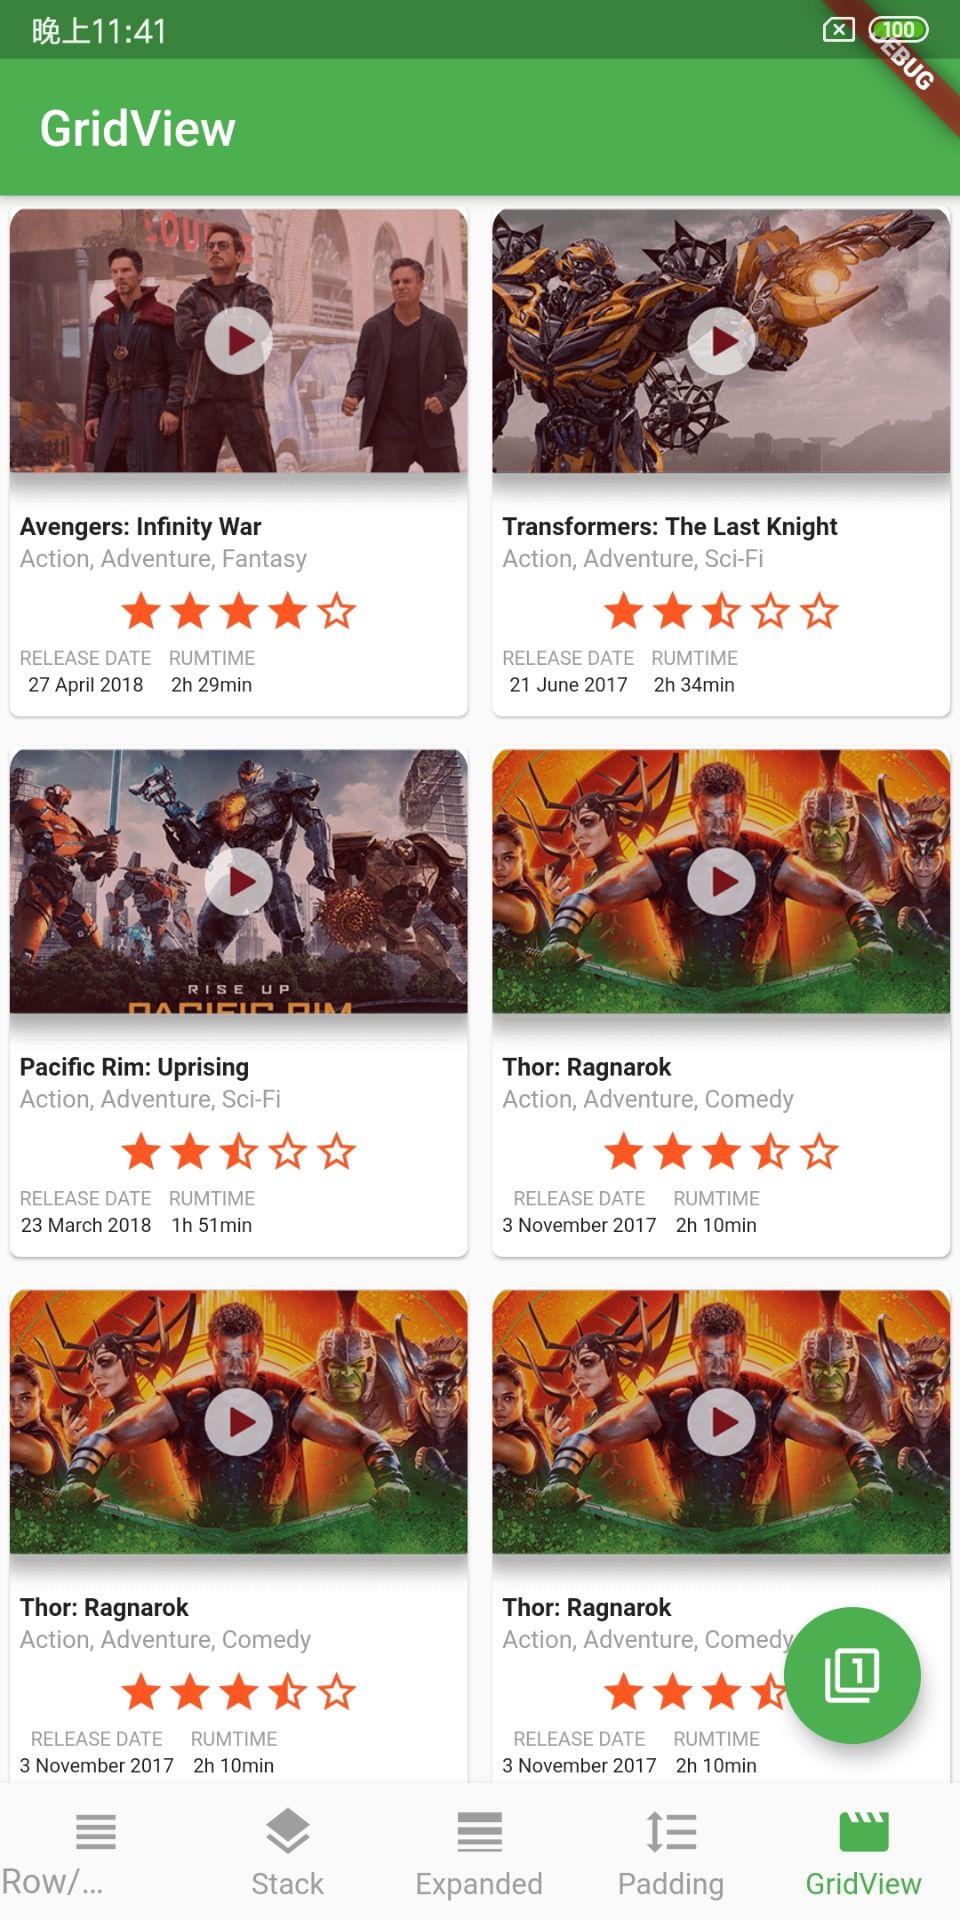 晚上11:41
100
DEBUG
GridView
LOU
Avengers: Infinity War
Action, Adventure, Fantasy
RELEASE DATE RUMTIME
27 April 2018 2h 29min
Transformers: The Last Knight
Action, Adventure, Sci-Fi
RELEASE DATE RUMTIME
21 June 2017 2h 34min
RISE UP
PACIFIC RIM
Pacific Rim: Uprising
Action, Adventure, Sci-Fi
RELEASE DATE RUMTIME
23 March 2018 1h 51min
Thor: Ragnarok
Action, Adventure, Comedy
RELEASE DATE RUMTIME
3 November 2017 2h 10min
Thor: Ragnarok
Action, Adventure, Comedy
RELEASE DATE RUMTIME
3 November 2017 2h 10min
Thor: Ragnarok
Action, Adventure, Comedy
RELEASE DATE RUMTIME
3 November 2017 2h 10min
1
Row/...
Stack
Expanded
Padding
GridView